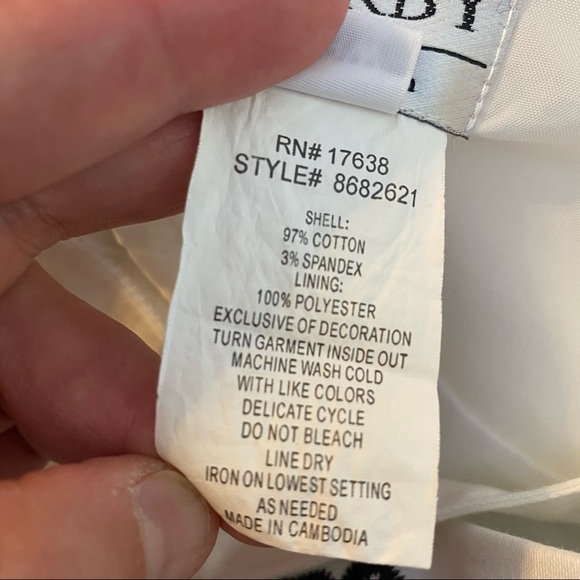 RN# 17638
STYLE# 8682621
SHELL:
97% COTTON
3% SPANDEX
LINING:
100% POLYESTER
EXCLUSIVE OF DECORATION
TURN GARMENT INSIDE OUT
MACHINE WASH COLD
WITH LIKE COLORS
DELICATE CYCLE
DO NOT BLEACH
LINE DRY
IRON ON LOWEST SETTING
AS NEEDED
MADE IN CAMBODIA